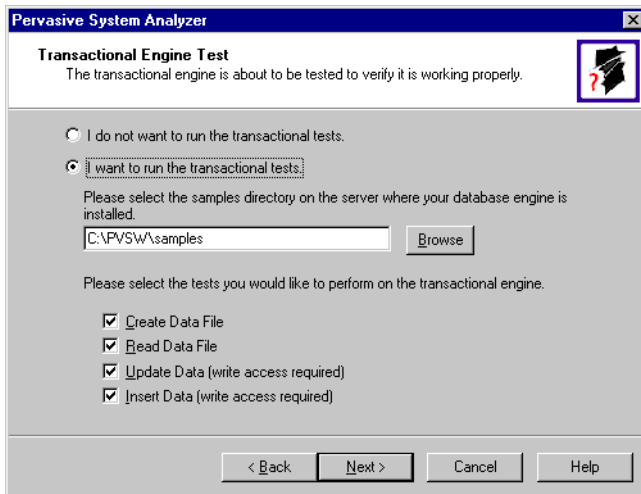 Pervasive System Analyzer
Transactional Engine Test
The transactional engine is about to be tested to verify it is working properly.
?
I do not want to run the transactional tests.
I want to run the transactional tests.
Please select the samples directory on the server where your database engine is
installed.
C:\PVSW\samples
Browse
Please select the tests you would like to perform on the transactional engine.
Create Data File
Read Data File
Update Data (write access required)
Insert Data (write access required)
< Back Next > Cancel Help